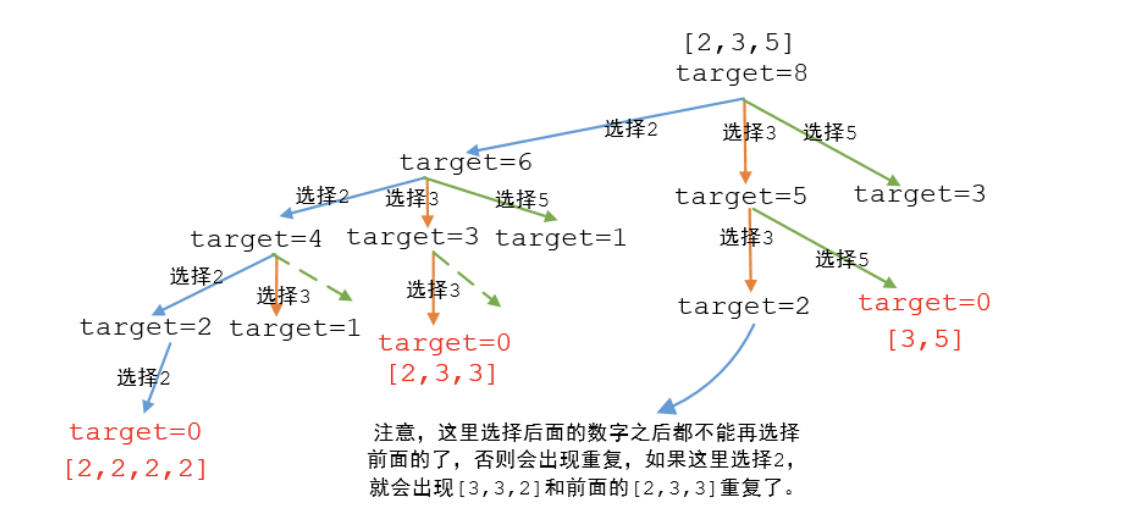 [2,3,5]
target=8
选择2
选择3
选择5
target=6
target=5
target=3
选择2
选择3
选择5
target=4
target=3
target=1
选择3
选择5
选择2
选择3
选择3
target=2
target=0
[3,5]
target=2
target=1
target=0
[2,3,3]
选择2
target=0
[2,2,2,2]
注意，这里选择后面的数字之后都不能再选择
前面的了，否则会出现重复，如果这里选择2，
就会出现[3,3,2]和前面的[2,3,3]重复了。